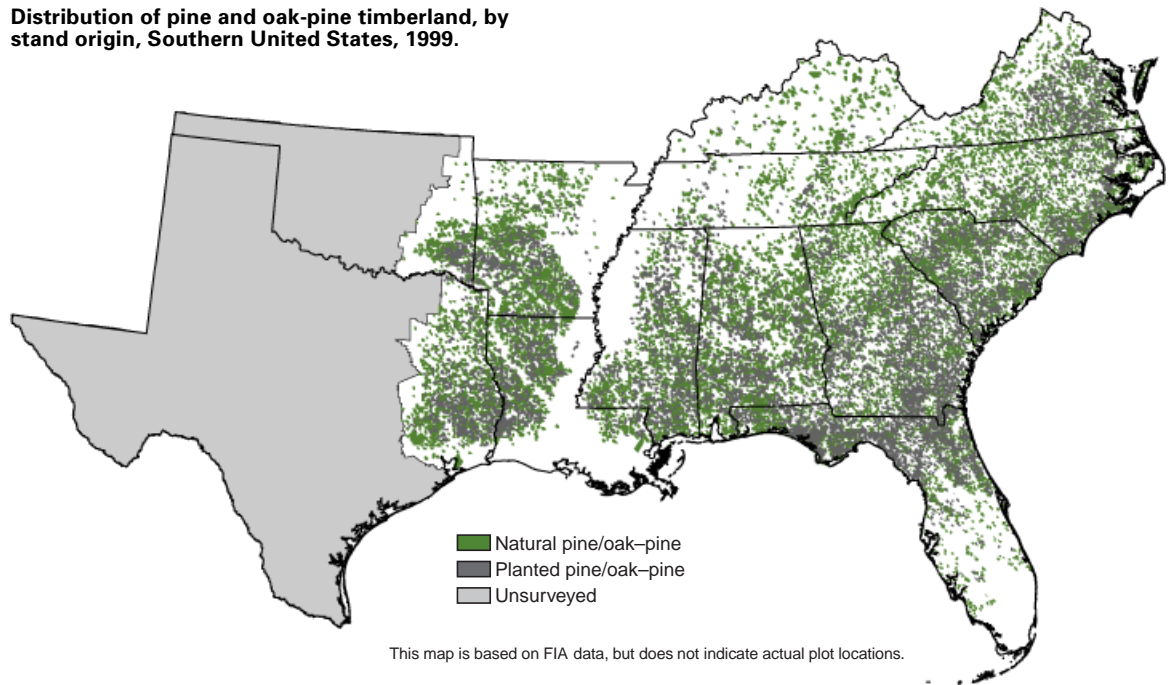 Distribution of pine and oak-pine timberland, by
stand origin, Southern United States, 1999.
Natural pine/oak–pine
Planted pine/oak–pine
Unsurveyed
This map is based on FIA data, but does not indicate actual plot locations.